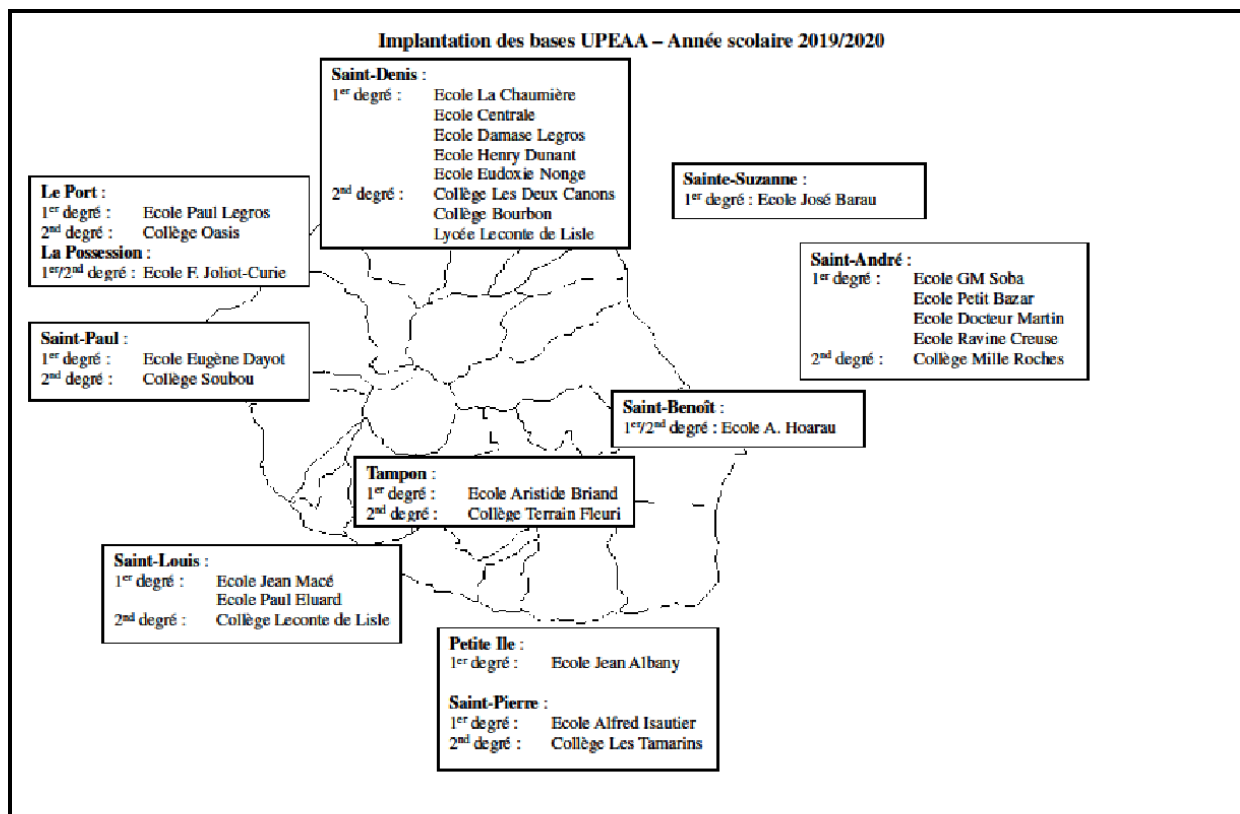 Implantation des bases UPEAA – Année scolaire 2019/2020
Saint-Denis :
1er degré : Ecole La Chaumière
Ecole Centrale
Ecole Damase Legros
Ecole Henry Dunant
Ecole Eudoxie Nonge
2nd degré : Collège Les Deux Canons
Collège Bourbon
Lycée Leconte de Lisle
Le Port :
1er degré : Ecole Paul Legros
2nd degré : Collège Oasis
La Possession :
1er/2nd degré : Ecole F. Joliot-Curie
Sainte-Suzanne :
1er degré : Ecole José Barau
Saint-André :
1er degré : Ecole GM Soba
Ecole Petit Bazar
Ecole Docteur Martin
Ecole Ravine Creuse
2nd degré : Collège Mille Roches
Saint-Paul :
1er degré : Ecole Eugène Dayot
2nd degré : Collège Soubou
Saint-Benoît :
1er/2nd degré : Ecole A. Hoarau
Tampon :
1er degré : Ecole Aristide Briand
2nd degré : Collège Terrain Fleuri
Saint-Louis :
1er degré : Ecole Jean Macé
Ecole Paul Eluard
2nd degré : Collège Leconte de Lisle
Petite Ile :
1er degré : Ecole Jean Albany
Saint-Pierre :
1er degré : Ecole Alfred Isautier
2nd degré : Collège Les Tamarins